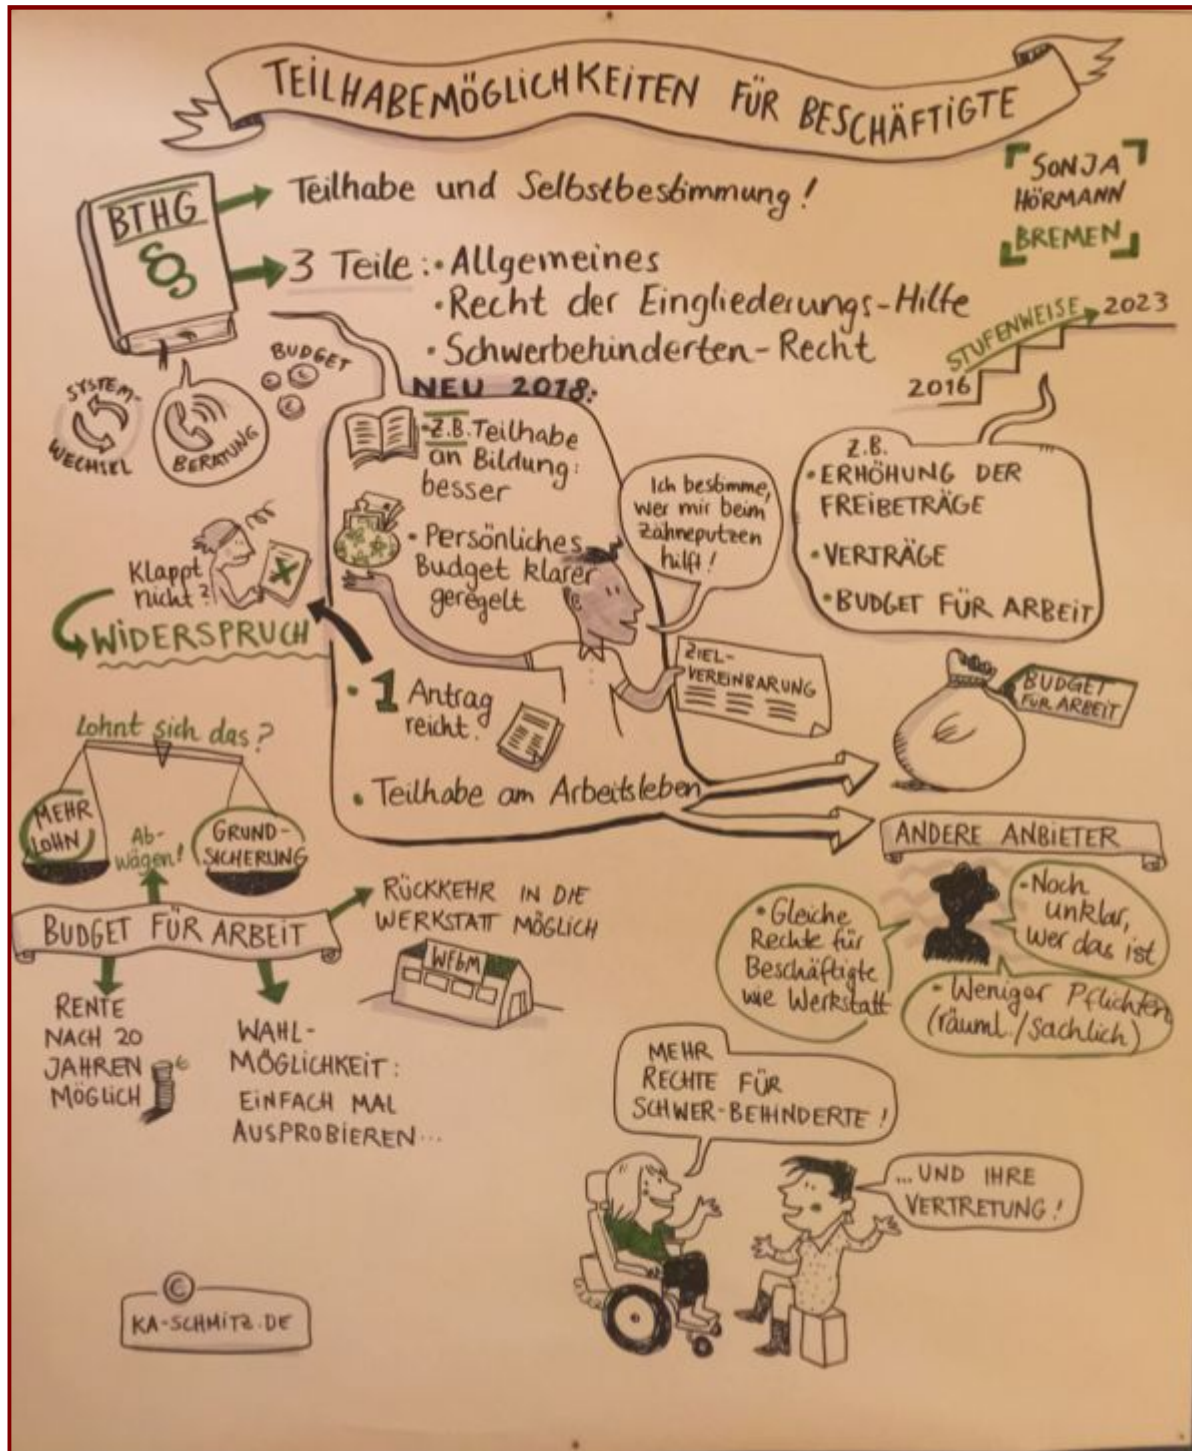 TEILHABEMÖGLICHKEITEN FÜR BESCHÄFTIGTE
SONJA
HÖRMANN
BREMEN
BTHG
§
Teilhabe und Selbstbestimmung!
3 Teile:
• Allgemeines
• Recht der Eingliederungs-Hilfe
• Schwerbehinderten-Recht
STUFENWEISE
2016
2023
SYSTEM-
WECHSEL
BERATUNG
BUDGET
€
€
€
NEU 2018:
• Z.B. Teilhabe
an Bildung:
besser
• Persönliches
Budget klarer
geregelt
Ich bestimme,
wer mir beim
Zähneputzen
hilft!
ZIEL-
VEREINBARUNG
• 1 Antrag
reicht.
• Teilhabe am Arbeitsleben
Klappt
nicht?
WIDERSPRUCH
Z.B. ...
• ERHÖHUNG DER
FREIBETRÄGE
• VERTRÄGE
• BUDGET FÜR ARBEIT
€
BUDGET
FÜR ARBEIT
ANDERE ANBIETER
• Gleiche
Rechte für
Beschäftigte
wie Werkstatt
• Noch
unklar,
wer das ist
• Weniger Pflichten
(räuml./sachlich)
Lohnt sich das?
MEHR
LOHN
Ab-
wägen!
GRUND-
SICHERUNG
BUDGET FÜR ARBEIT
RÜCKKEHR IN DIE
WERKSTATT MÖGLICH
WfbM
RENTE
NACH 20
JAHREN
MÖGLICH
€
WAHL-
MÖGLICHKEIT:
EINFACH MAL
AUSPROBIEREN...
MEHR
RECHTE FÜR
SCHWER-BEHINDERTE!
...UND IHRE
VERTRETUNG!
©
KA-SCHMITZ.DE